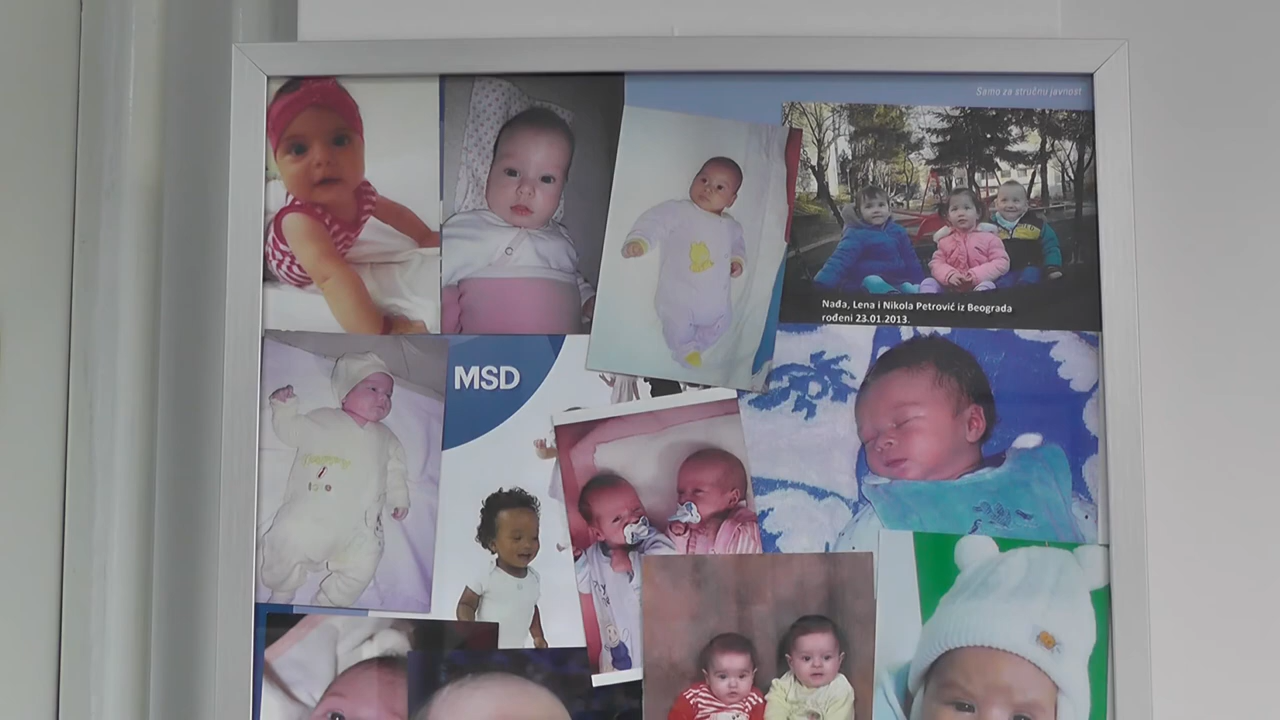 Samo za stručnu javnost
Nađa, Lena i Nikola Petrović iz Beograda
rođeni 23.01.2013.
MSD